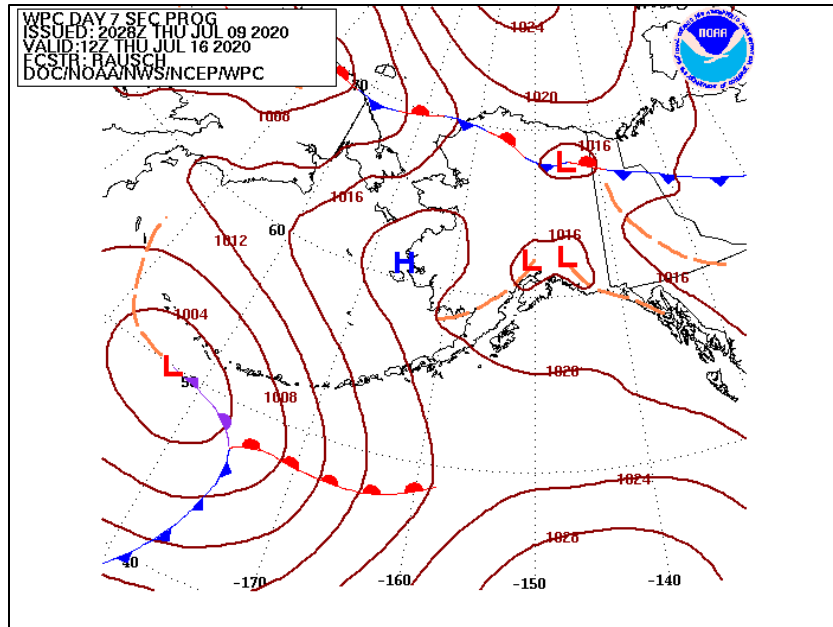 WPC DAY 7 SEC PROG
ISSUED: 2028Z THU JUL 09 2020
VALID:12Z THU JUL 16 2020
FCSTR: RAUSCH
DOC/NOAA/NWS/NCEP/WPC
NOAA
1024
70
1020
1008
1016
1016
60
1012
1016
H
L
L
L
1016
1004
L
1020
1008
1024
1028
40
-170
-160
-150
-140